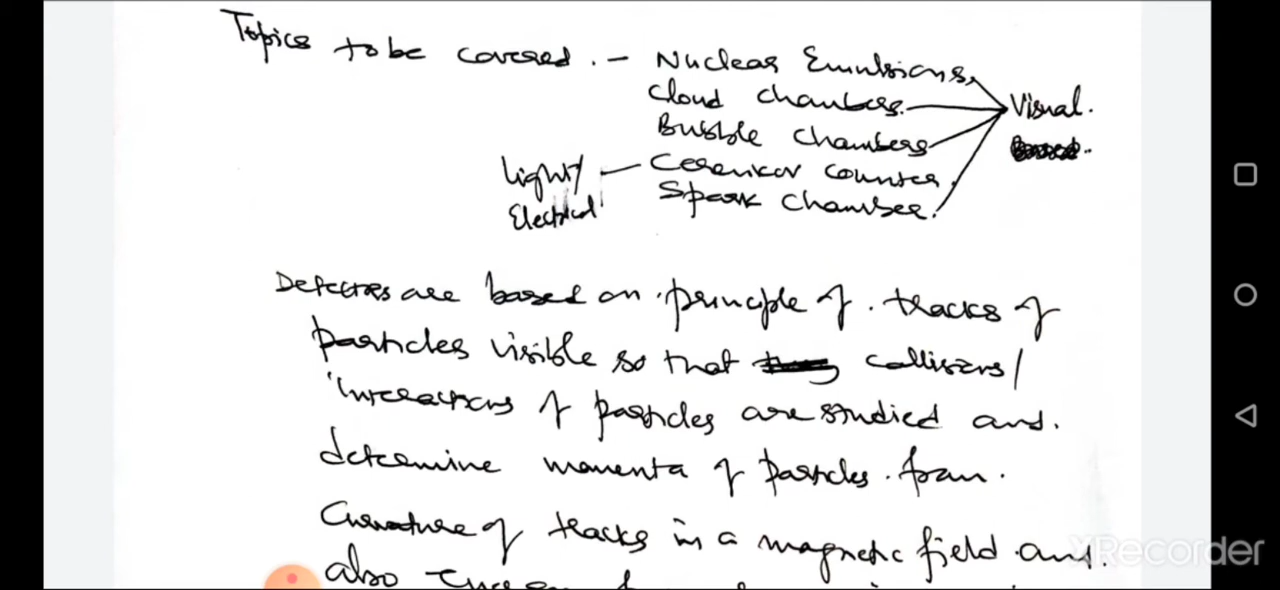 Topics to be covered. - Nuclear Emulsions,
Cloud Chambers.
Visual.
Bubble Chambers
Light/
Cerenkov Counter,
Electrical
Spark Chamber.
Detectors are based on principle of tracks of
particles visible so that collisions/
interactions of particles are studied and
determine momenta of particles from
Curvature of tracks in a magnetic field and
also
XRecorder